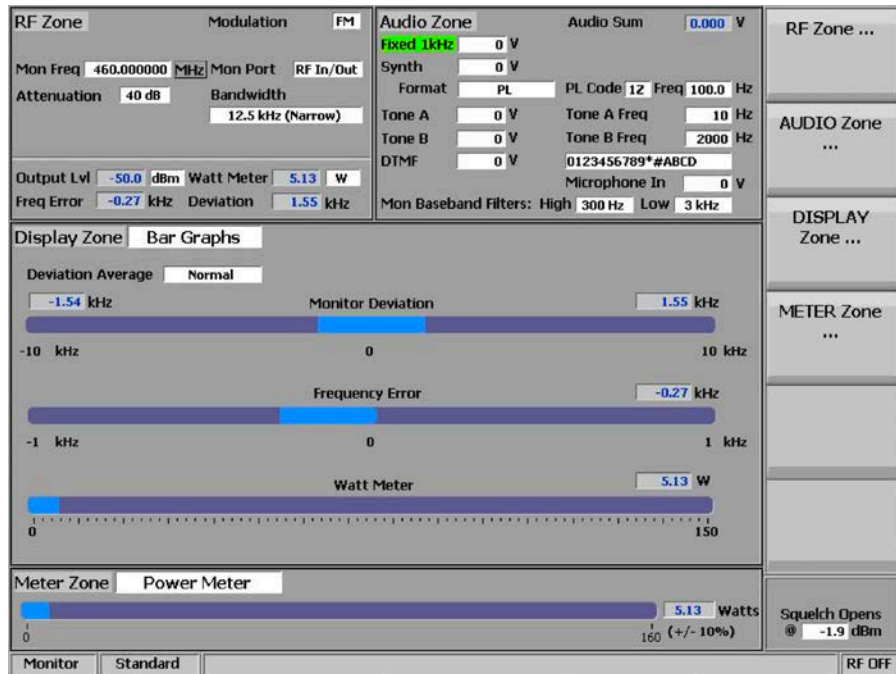 RF Zone Modulation FM
Mon Freq 460.000000 MHz Mon Port RF In/Out
Attenuation 40 dB Bandwidth
12.5 kHz (Narrow)
Output Lvl -50.0 dBm Watt Meter 5.13 W
Freq Error -0.27 kHz Deviation 1.55 kHz
Audio Zone Audio Sum 0.000 V
Fixed 1kHz 0 V
Synth 0 V
Format PL PL Code 1Z Freq 100.0 Hz
Tone A 0 V Tone A Freq 10 Hz
Tone B 0 V Tone B Freq 2000 Hz
DTMF 0 V 0123456789*#ABCD
Microphone In 0 V
Mon Baseband Filters: High 300 Hz Low 3 kHz
Display Zone Bar Graphs
Deviation Average Normal
-1.54 kHz Monitor Deviation 1.55 kHz
-10 kHz 0 10 kHz
Frequency Error -0.27 kHz
-1 kHz 0 1 kHz
Watt Meter 5.13 W
0 150
Meter Zone Power Meter
5.13 Watts
0 160 (+/- 10%)
Monitor Standard RF OFF
RF Zone ...
AUDIO Zone
...
DISPLAY
Zone ...
METER Zone
...
Squelch Opens
@ -1.9 dBm